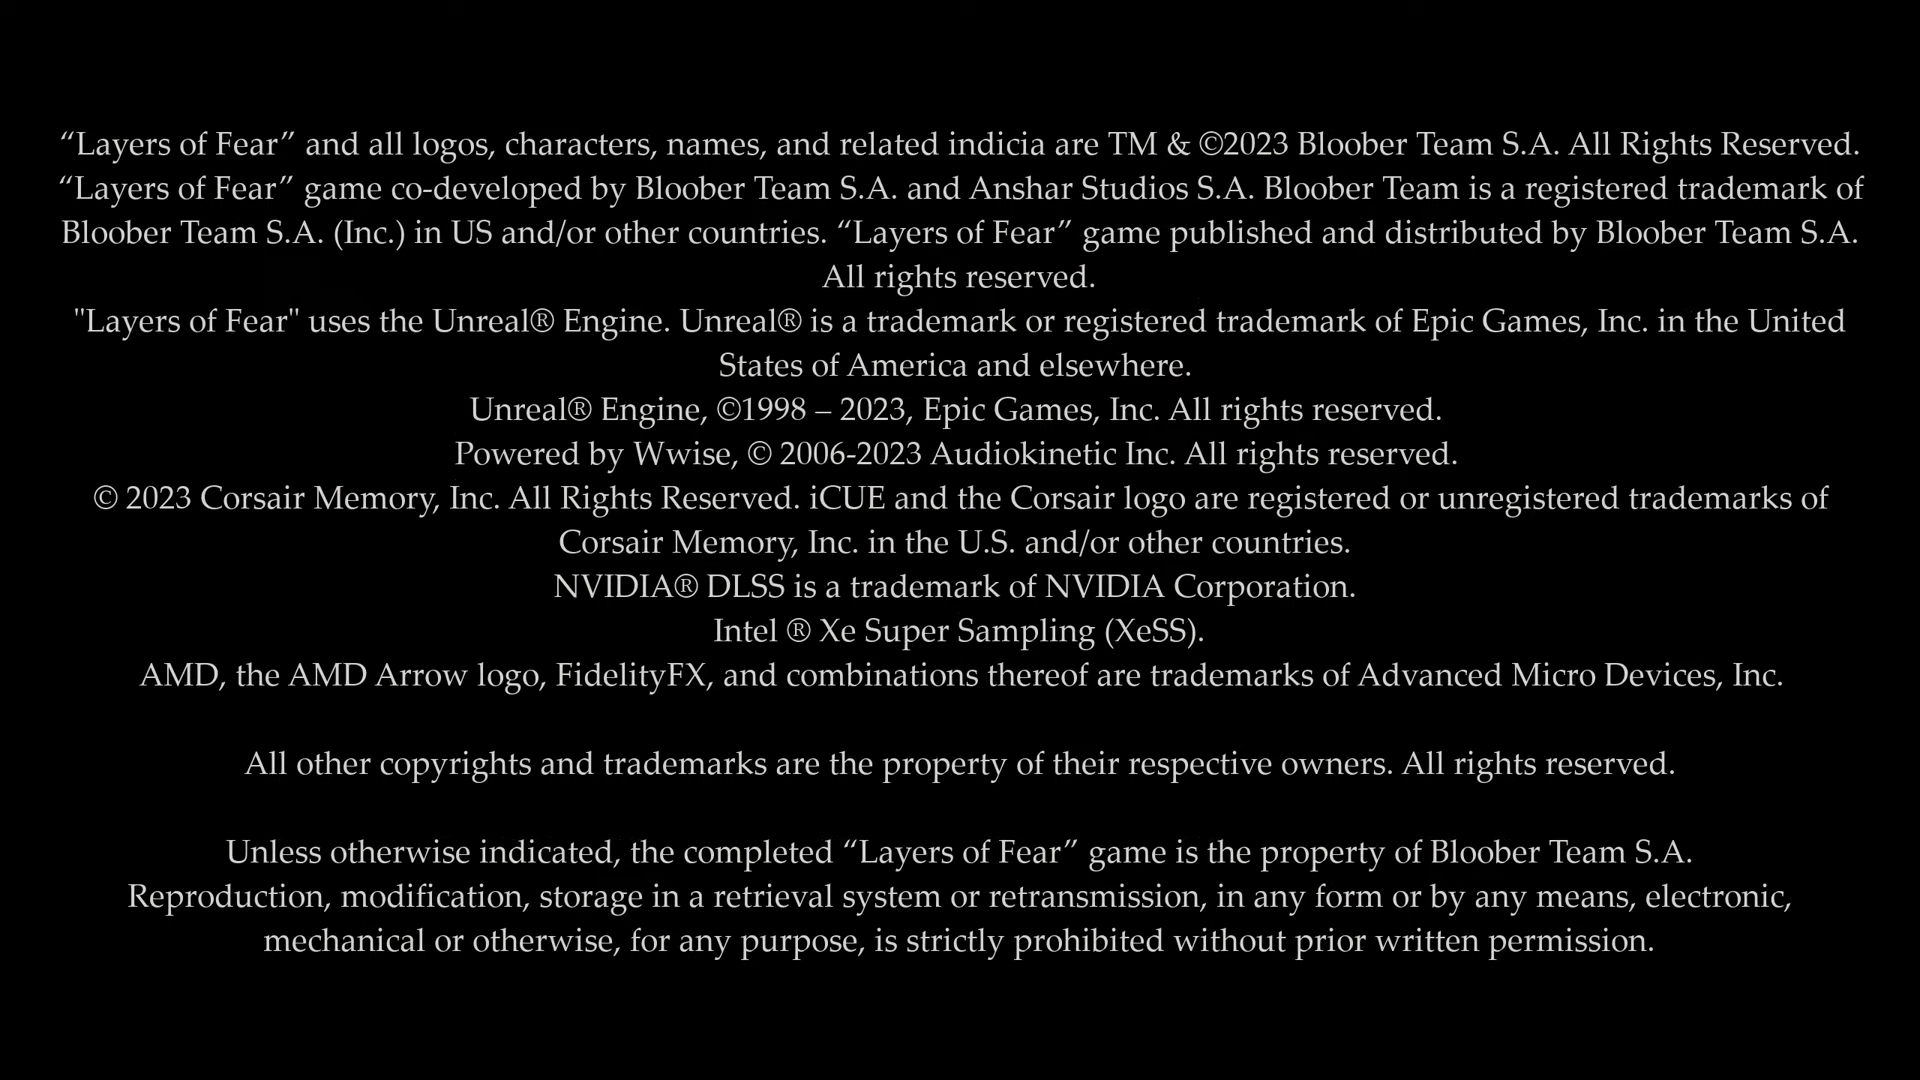 “Layers of Fear” and all logos, characters, names, and related indicia are TM & ©2023 Bloober Team S.A. All Rights Reserved.
“Layers of Fear” game co-developed by Bloober Team S.A. and Anshar Studios S.A. Bloober Team is a registered trademark of
Bloober Team S.A. (Inc.) in US and/or other countries. “Layers of Fear” game published and distributed by Bloober Team S.A.
All rights reserved.
"Layers of Fear" uses the Unreal® Engine. Unreal® is a trademark or registered trademark of Epic Games, Inc. in the United
States of America and elsewhere.
Unreal® Engine, ©1998 – 2023, Epic Games, Inc. All rights reserved.
Powered by Wwise, © 2006-2023 Audiokinetic Inc. All rights reserved.
© 2023 Corsair Memory, Inc. All Rights Reserved. iCUE and the Corsair logo are registered or unregistered trademarks of
Corsair Memory, Inc. in the U.S. and/or other countries.
NVIDIA® DLSS is a trademark of NVIDIA Corporation.
Intel ® Xe Super Sampling (XeSS).
AMD, the AMD Arrow logo, FidelityFX, and combinations thereof are trademarks of Advanced Micro Devices, Inc.
All other copyrights and trademarks are the property of their respective owners. All rights reserved.
Unless otherwise indicated, the completed “Layers of Fear” game is the property of Bloober Team S.A.
Reproduction, modification, storage in a retrieval system or retransmission, in any form or by any means, electronic,
mechanical or otherwise, for any purpose, is strictly prohibited without prior written permission.